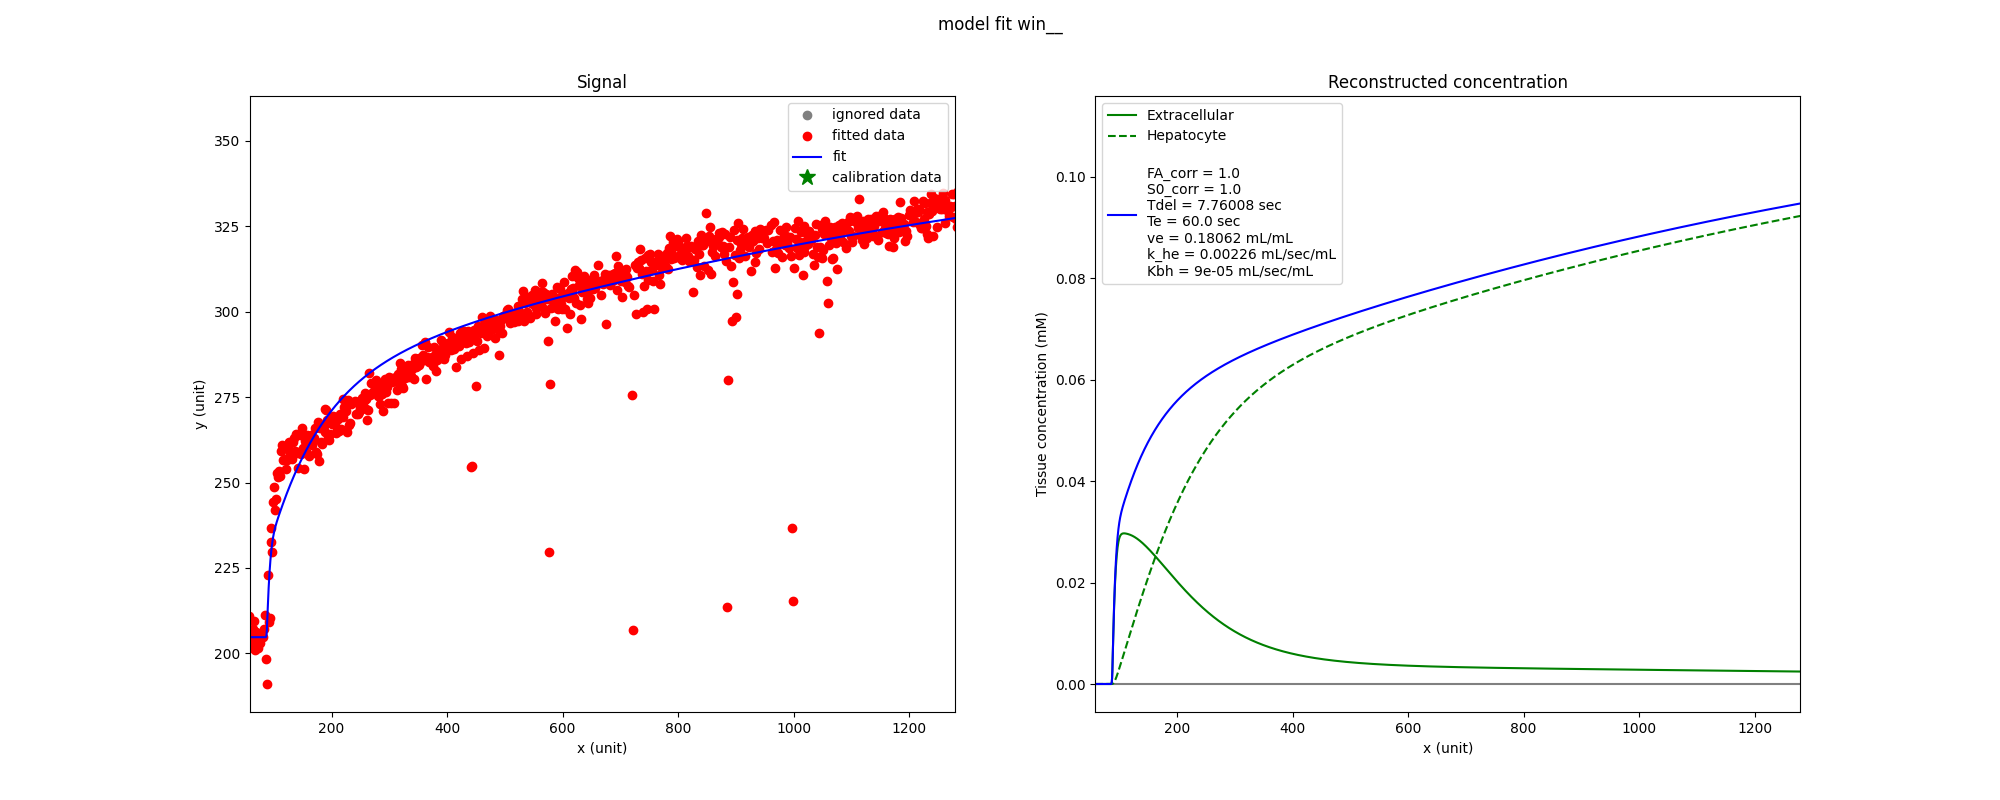 model fit win__
Signal
ignored data
fitted data
fit
calibration data
350
325
300
275
250
225
200
y (unit)
200 400 600 800 1000 1200
x (unit)
Reconstructed concentration
Extracellular
Hepatocyte
FA_corr = 1.0
S0_corr = 1.0
Tdel = 7.76008 sec
Te = 60.0 sec
ve = 0.18062 mL/mL
k_he = 0.00226 mL/sec/mL
Kbh = 9e-05 mL/sec/mL
0.10
0.08
0.06
0.04
0.02
0.00
Tissue concentration (mM)
200 400 600 800 1000 1200
x (unit)